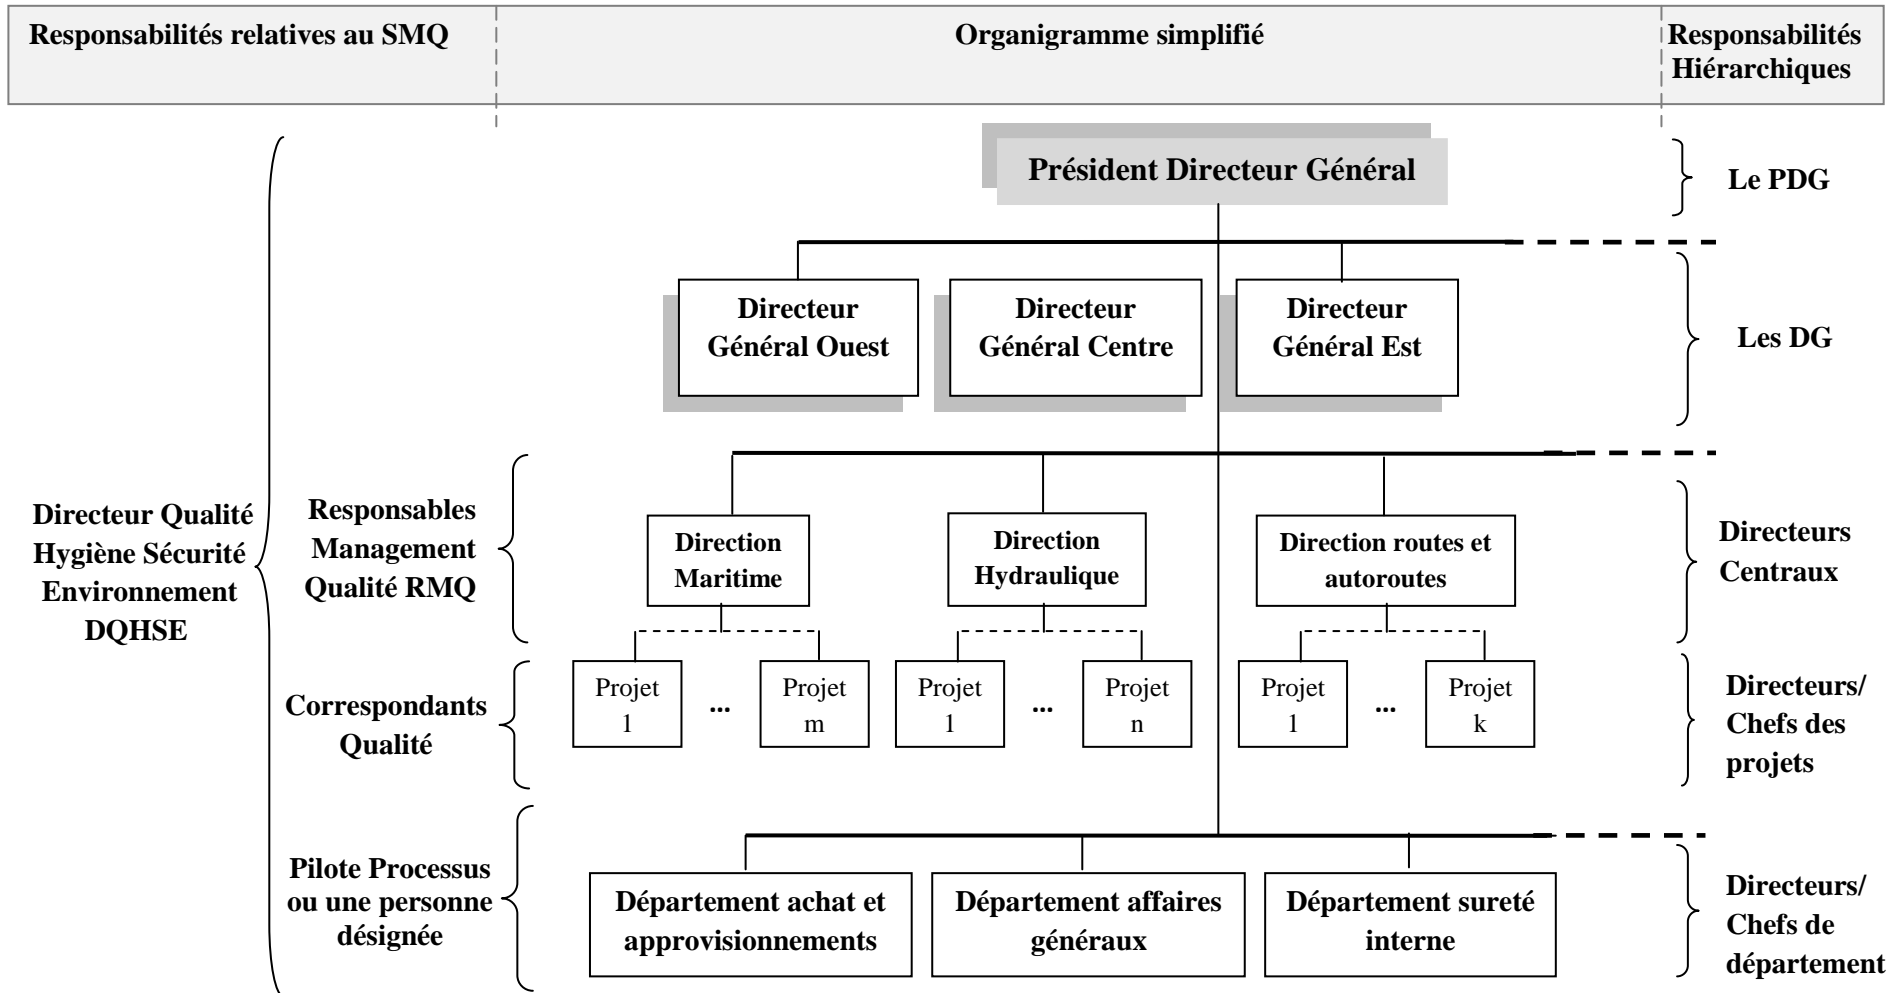 Responsabilités relatives au SMQ
Organigramme simplifié
Responsabilités
Hiérarchiques
Président Directeur Général
Le PDG
Directeur
Général Ouest
Directeur
Général Centre
Directeur
Général Est
Les DG
Directeur Qualité
Hygiène Sécurité
Environnement
DQHSE
Responsables
Management
Qualité RMQ
Direction
Maritime
Direction
Hydraulique
Direction routes et
autoroutes
Directeurs
Centraux
Correspondants
Qualité
Projet
1
...
Projet
m
Projet
1
...
Projet
n
Projet
1
...
Projet
k
Directeurs/
Chefs des
projets
Pilote Processus
ou une personne
désignée
Département achat et
approvisionnements
Département affaires
généraux
Département sureté
interne
Directeurs/
Chefs de
département